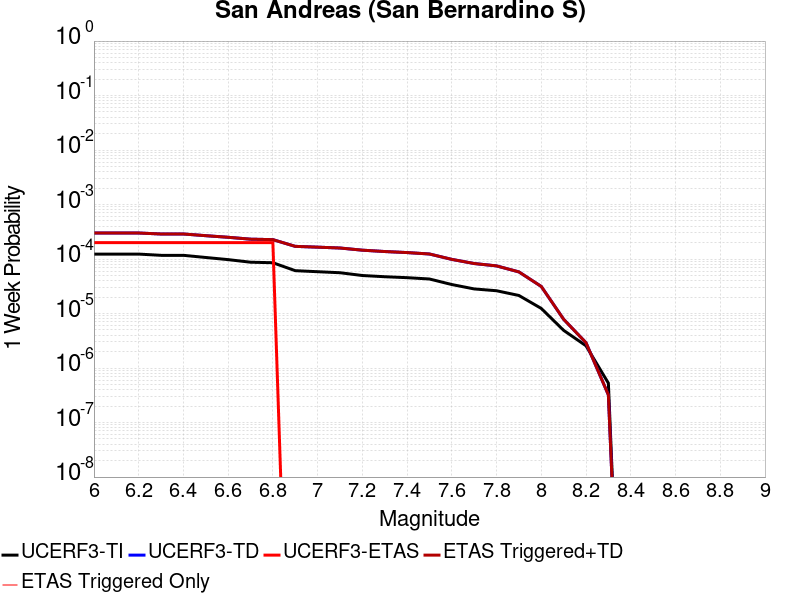 San Andreas (San Bernardino S)
10^0
10^-1
10^-2
10^-3
10^-4
10^-5
10^-6
10^-7
10^-8
1 Week Probability
6 6.2 6.4 6.6 6.8 7 7.2 7.4 7.6 7.8 8 8.2 8.4 8.6 8.8 9
Magnitude
UCERF3-TI UCERF3-TD UCERF3-ETAS ETAS Triggered+TD
ETAS Triggered Only